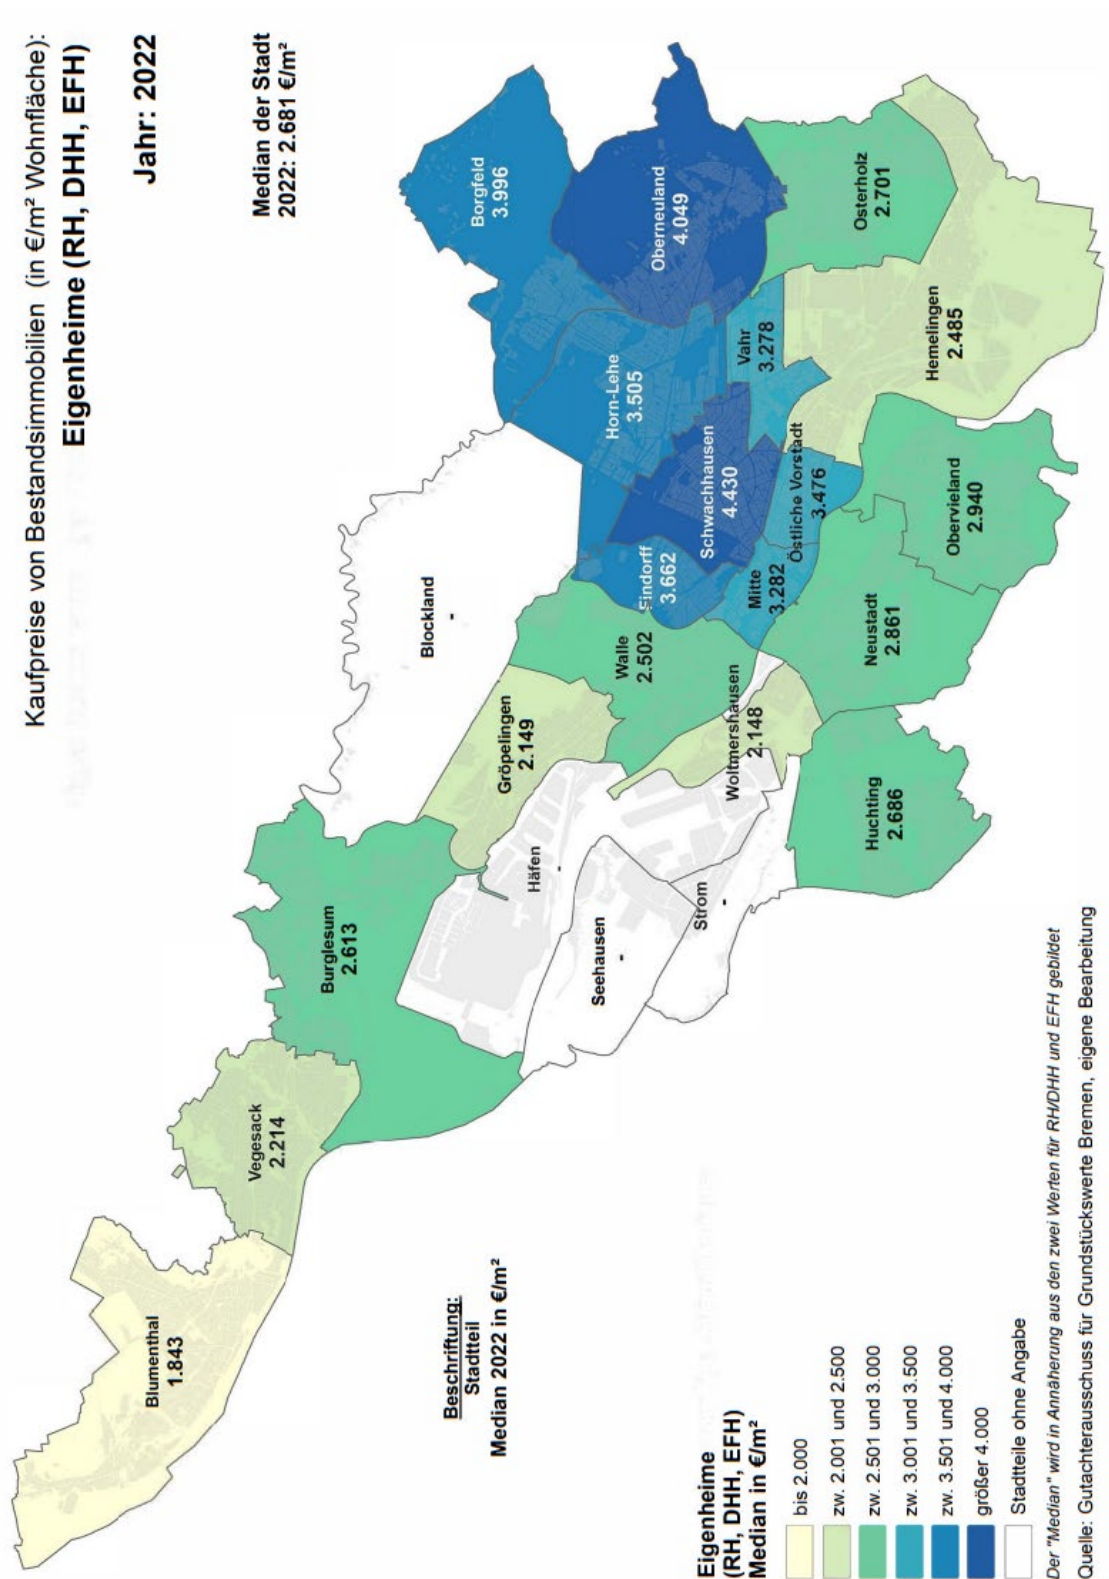 Kaufpreise von Bestandsimmobilien (in €/m² Wohnfläche):
Eigenheime (RH, DHH, EFH)
Jahr: 2022
Median der Stadt
2022: 2.681 €/m²
Blumenthal
1.843
Vegesack
2.214
Burglesum
2.613
Blockland
-
Gröpelingen
2.149
Häfen
-
Seehausen
-
Strom
-
Walle
2.502
Woltmershausen
2.148
Findorff
3.662
Mitte
3.282
Schwachhausen
4.430
Östliche Vorstadt
3.476
Horn-Lehe
3.505
Borgfeld
3.996
Oberneuland
4.049
Vahr
3.278
Osterholz
2.701
Hemelingen
2.485
Obervieland
2.940
Neustadt
2.861
Huchting
2.686
Beschriftung:
Stadtteil
Median 2022 in €/m²
Eigenheime
(RH, DHH, EFH)
Median in €/m²
bis 2.000
zw. 2.001 und 2.500
zw. 2.501 und 3.000
zw. 3.001 und 3.500
zw. 3.501 und 4.000
größer 4.000
Stadtteile ohne Angabe
Der "Median" wird in Annäherung aus den zwei Werten für RH/DHH und EFH gebildet
Quelle: Gutachterausschuss für Grundstückswerte Bremen, eigene Bearbeitung